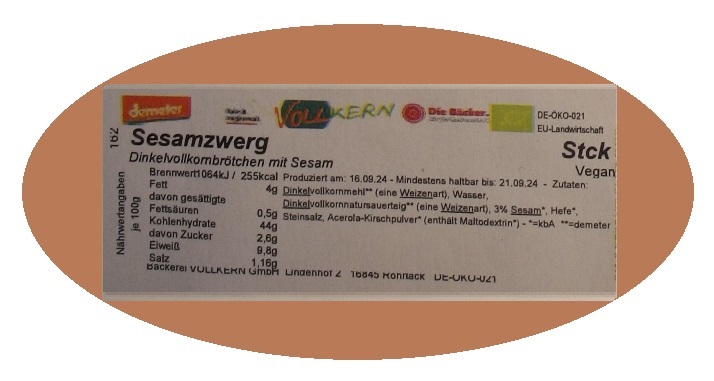 demeter
VOLLKERN
Die Bäcker.
DE-ÖKO-021
EU-Landwirtschaft
162
Sesamzwerg
Stck
Dinkelvollkornbrötchen mit Sesam
Vegan
Nährwertangaben
je 100g
Brennwert1064kJ / 255kcal
Fett 4g
davon gesättigte
Fettsäuren 0,5g
Kohlenhydrate 44g
davon Zucker 2,6g
Eiweiß 9,8g
Salz 1,16g
Produziert am: 16.09.24 - Mindestens haltbar bis: 21.09.24 - Zutaten:
Dinkelvollkornmehl** (eine Weizenart), Wasser,
Dinkelvollkornnatursauerteig** (eine Weizenart), 3% Sesam*, Hefe*,
Steinsalz, Acerola-Kirschpulver* (enthält Maltodextrin*) - *=kbA **=demeter
Bäckerei VOLLKERN GmbH Lindenhof 2 16845 Rohrlack DE-ÖKO-021